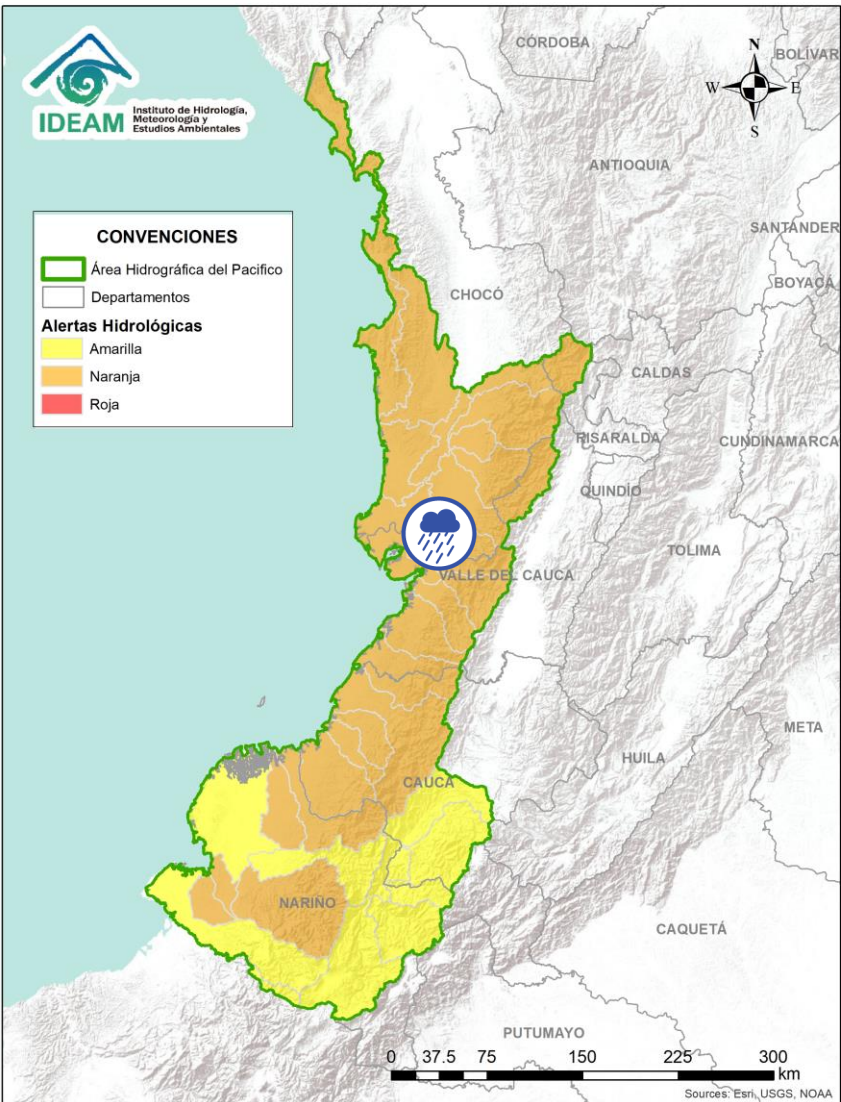 IDEAM
Instituto de Hidrología,
Meteorología y
Estudios Ambientales
N
W
E
S
CÓRDOBA
BOLÍVAR
ANTIOQUIA
SANTANDER
BOYACÁ
CHOCÓ
CALDAS
RISARALDA
CUNDINAMARCA
QUINDÍO
TOLIMA
VALLE DEL CAUCA
META
HUILA
CAUCA
NARIÑO
CAQUETÁ
PUTUMAYO
CONVENCIONES
Área Hidrográfica del Pacifico
Departamentos
Alertas Hidrológicas
Amarilla
Naranja
Roja
0 37.5 75 150 225 300
km
Sources: Esri, USGS, NOAA